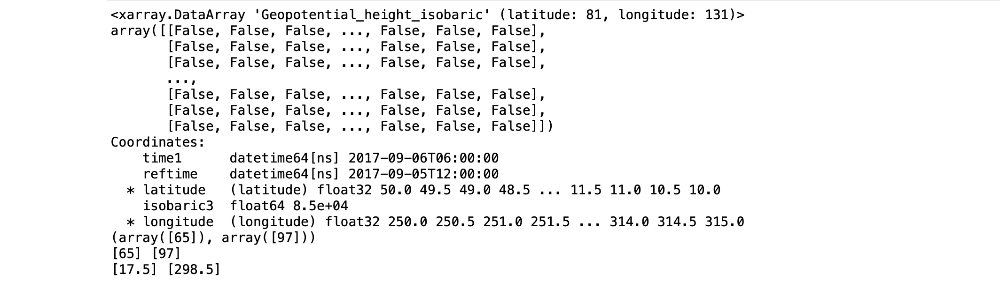 <xarray.DataArray 'Geopotential_height_isobaric' (latitude: 81, longitude: 131)>
array([[False, False, False, ..., False, False, False],
       [False, False, False, ..., False, False, False],
       [False, False, False, ..., False, False, False],
       ...,
       [False, False, False, ..., False, False, False],
       [False, False, False, ..., False, False, False],
       [False, False, False, ..., False, False, False]])
Coordinates:
    time1      datetime64[ns] 2017-09-06T06:00:00
    reftime    datetime64[ns] 2017-09-05T12:00:00
  * latitude   (latitude) float32 50.0 49.5 49.0 48.5 ... 11.5 11.0 10.5 10.0
    isobaric3  float64 8.5e+04
  * longitude  (longitude) float32 250.0 250.5 251.0 251.5 ... 314.0 314.5 315.0
(array([65]), array([97]))
[65] [97]
[17.5] [298.5]